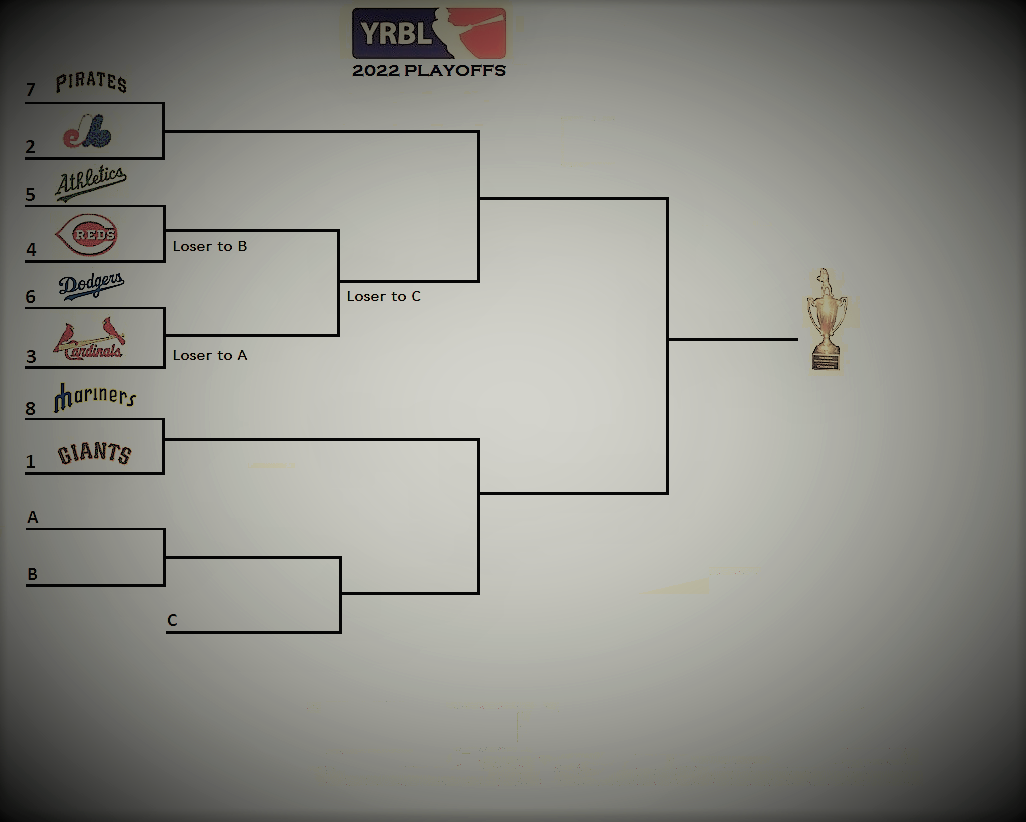 YRBL
2022 PLAYOFFS
7 PIRATES
2
5 Athletics
4 REDS
Loser to B
6 Dodgers
Loser to C
3 Cardinals
Loser to A
8 mariners
1 GIANTS
A
B
C